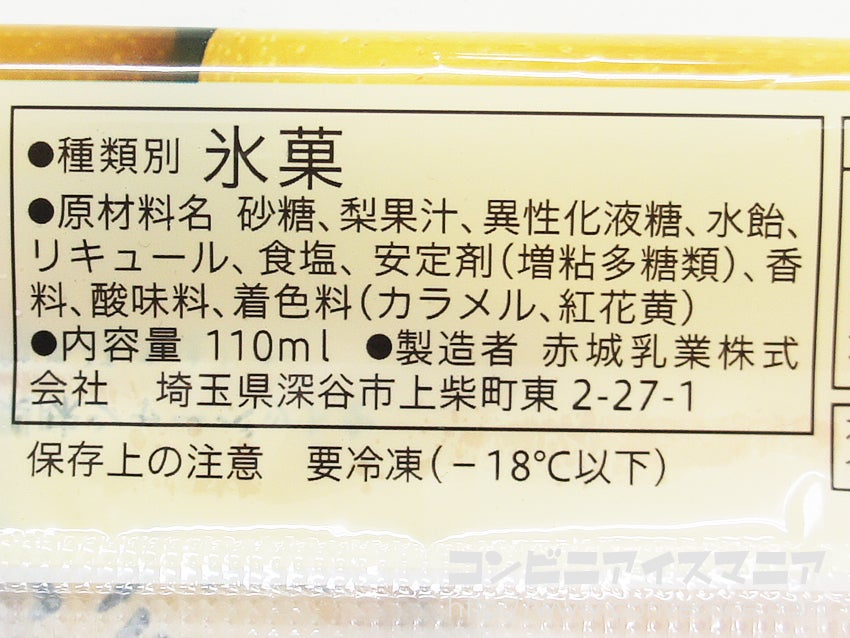 ●種類別 氷菓
●原材料名 砂糖、梨果汁、異性化液糖、水飴、
リキュール、食塩、安定剤(増粘多糖類)、香
料、酸味料、着色料(カラメル、紅花黄)
●内容量 110ml ●製造者 赤城乳業株式
会社 埼玉県深谷市上柴町東2-27-1
保存上の注意 要冷凍(-18℃以下)
コンビニアイスマニア